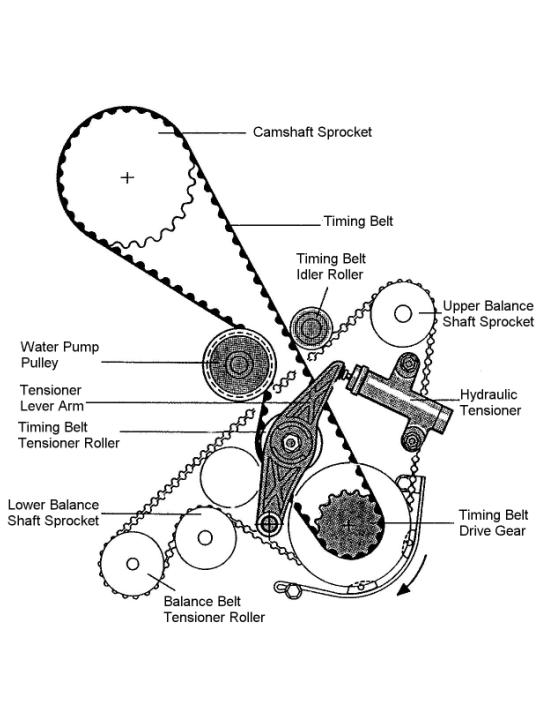 Camshaft Sprocket
Timing Belt
Timing Belt
Idler Roller
Upper Balance
Shaft Sprocket
Water Pump
Pulley
Tensioner
Lever Arm
Hydraulic
Tensioner
Timing Belt
Tensioner Roller
Lower Balance
Shaft Sprocket
Timing Belt
Drive Gear
Balance Belt
Tensioner Roller